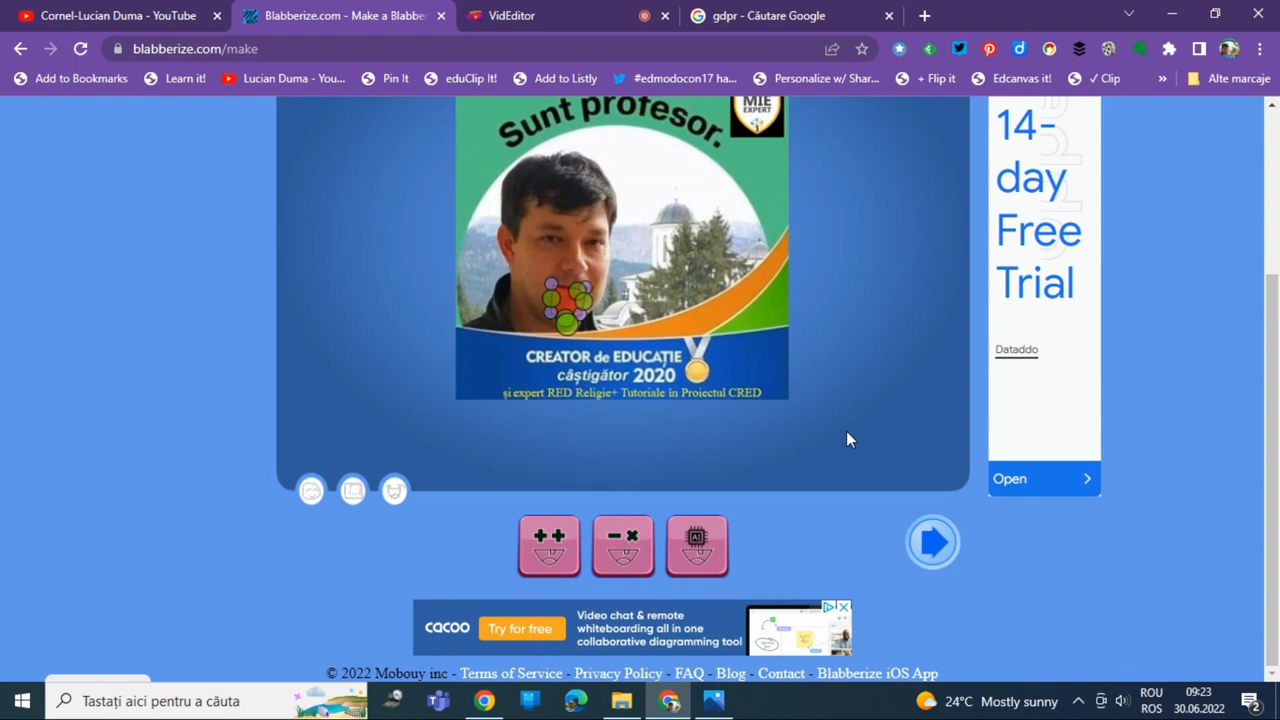 Cornel-Lucian Duma - YouTube
Blabberize.com - Make a Blabber
VidEditor
gdpr - Căutare Google
blabberize.com/make
Add to Bookmarks
Learn it!
Lucian Duma - You...
Pin It
eduClip It!
Add to Listly
#edmodocon17 ha...
Personalize w/ Shar...
+ Flip it
Edcanvas it!
√ Clip
»
Alte marcaje
Sunt profesor.
MIE
EXPERT
CREATOR de EDUCAȚIE
câștigător 2020
și expert RED Religie+ Tutoriale în Proiectul CRED
14-
day
Free
Trial
Dataddo
Open
AI
CACOO
Try for free
Video chat & remote
whiteboarding all in one
collaborative diagramming tool
© 2022 Mobouy inc - Terms of Service - Privacy Policy - FAQ - Blog - Contact - Blabberize iOS App
Tastați aici pentru a căuta
24°C Mostly sunny
ROU
ROS
09:23
30.06.2022
2